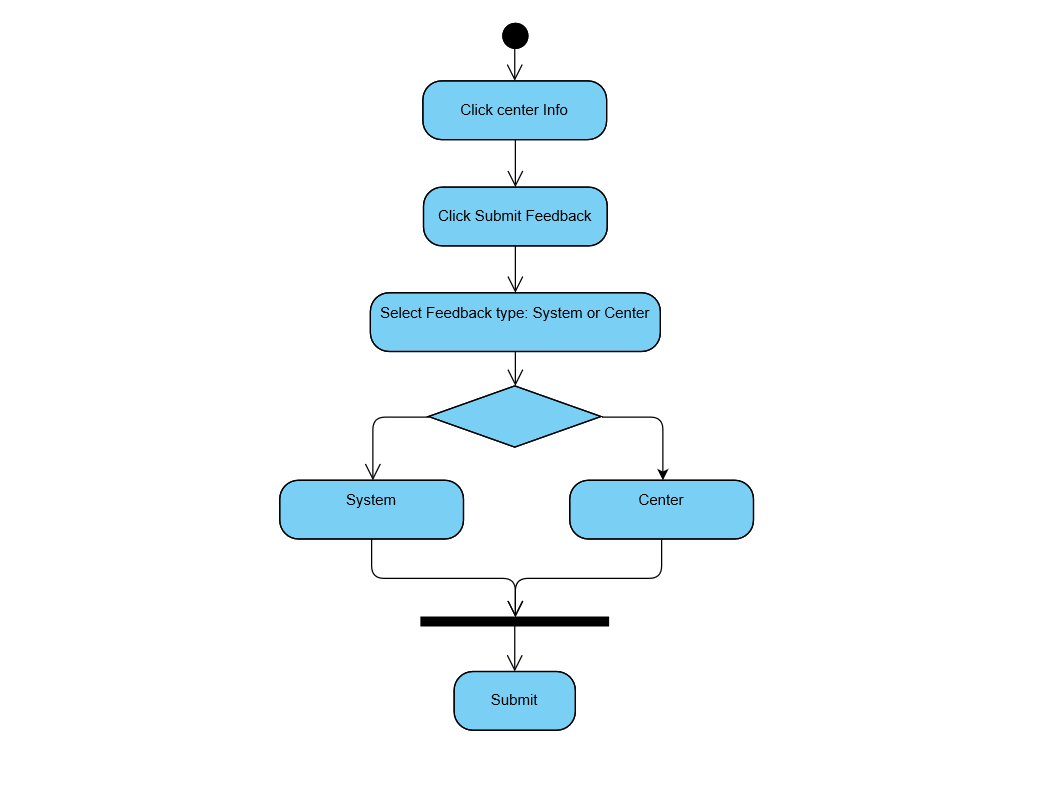 Click center Info
Click Submit Feedback
Select Feedback type: System or Center
System
Center
Submit